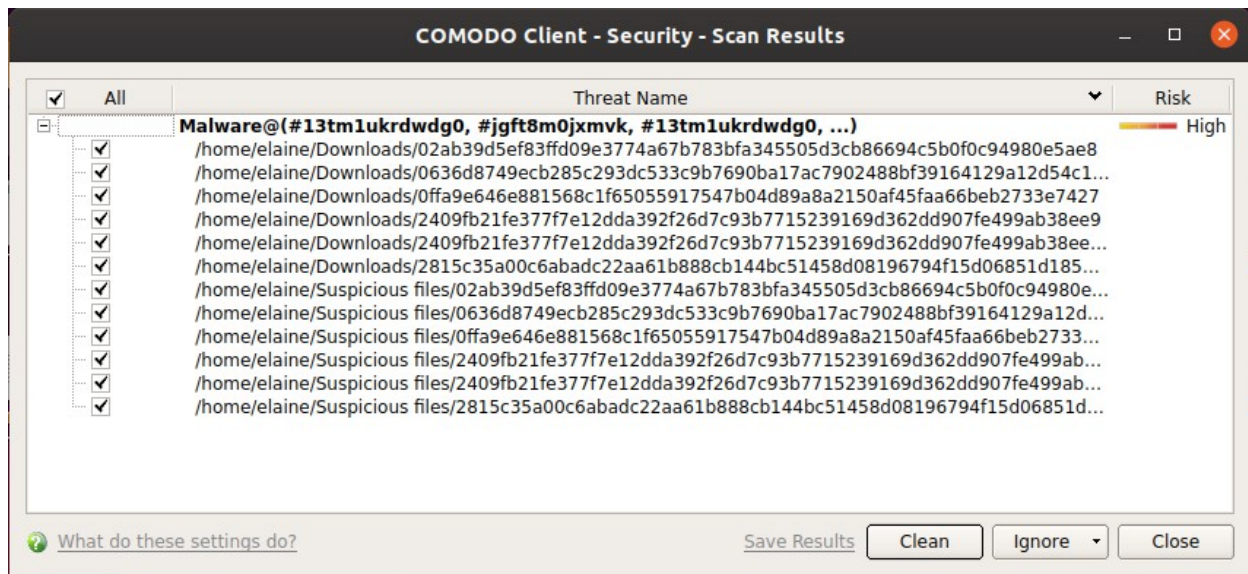 COMODO Client - Security - Scan Results
All Threat Name Risk
Malware@(#13tm1ukrdwdg0, #jgft8m0jxmvk, #13tm1ukrdwdg0, ...) High
/home/elaine/Downloads/02ab39d5ef83ffd09e3774a67b783bfa345505d3cb86694c5b0f0c94980e5ae8
/home/elaine/Downloads/0636d8749ecb285c293dc533c9b7690ba17ac7902488bf39164129a12d54c1...
/home/elaine/Downloads/0ffa9e646e881568c1f65055917547b04d89a8a2150af45faa66beb2733e7427
/home/elaine/Downloads/2409fb21fe377f7e12dda392f26d7c93b7715239169d362dd907fe499ab38ee9
/home/elaine/Downloads/2409fb21fe377f7e12dda392f26d7c93b7715239169d362dd907fe499ab38ee...
/home/elaine/Downloads/2815c35a00c6abadc22aa61b888cb144bc51458d08196794f15d06851d185...
/home/elaine/Suspicious files/02ab39d5ef83ffd09e3774a67b783bfa345505d3cb86694c5b0f0c94980e...
/home/elaine/Suspicious files/0636d8749ecb285c293dc533c9b7690ba17ac7902488bf39164129a12d...
/home/elaine/Suspicious files/0ffa9e646e881568c1f65055917547b04d89a8a2150af45faa66beb2733...
/home/elaine/Suspicious files/2409fb21fe377f7e12dda392f26d7c93b7715239169d362dd907fe499ab...
/home/elaine/Suspicious files/2409fb21fe377f7e12dda392f26d7c93b7715239169d362dd907fe499ab...
/home/elaine/Suspicious files/2815c35a00c6abadc22aa61b888cb144bc51458d08196794f15d06851d...
What do these settings do? Save Results Clean Ignore Close